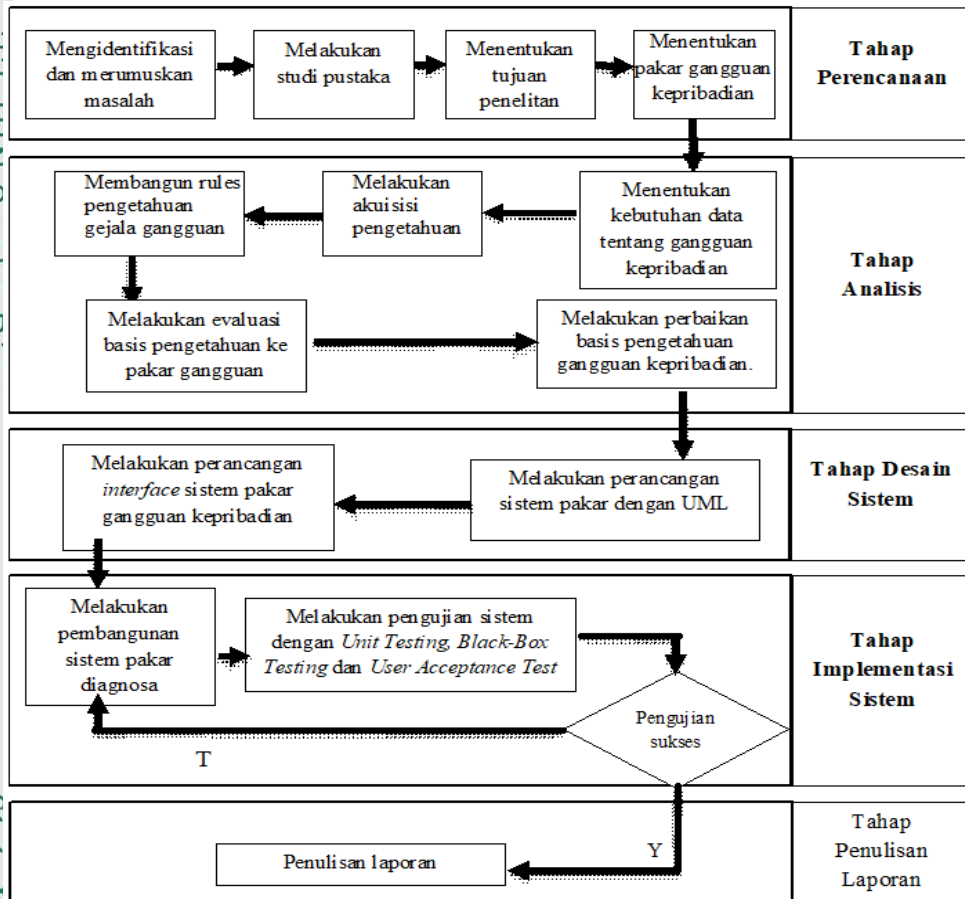 Mengidentifikasi
dan merumuskan
masalah
Melakukan
studi pustaka
Menentukan
tujuan
penelitan
Menentukan
pakar gangguan
kepribadian
Tahap
Perencanaan
Menentukan
kebutuhan data
tentang gangguan
kepribadian
Melakukan
akuisisi
pengetahuan
Membangun rules
pengetahuan
gejala gangguan
Tahap
Analisis
Melakukan evaluasi
basis pengetahuan ke
pakar gangguan
Melakukan perbaikan
basis pengetahuan
gangguan kepribadian.
Melakukan perancangan
sistem pakar dengan UML
Melakukan perancangan
interface sistem pakar
gangguan kepribadian
Tahap Desain
Sistem
Melakukan
pembangunan
sistem pakar
diagnosa
Melakukan pengujian sistem
dengan Unit Testing, Black-Box
Testing dan User Acceptance Test
Pengujian
sukses
T
Tahap
Implementasi
Sistem
Y
Penulisan laporan
Tahap
Penulisan
Laporan